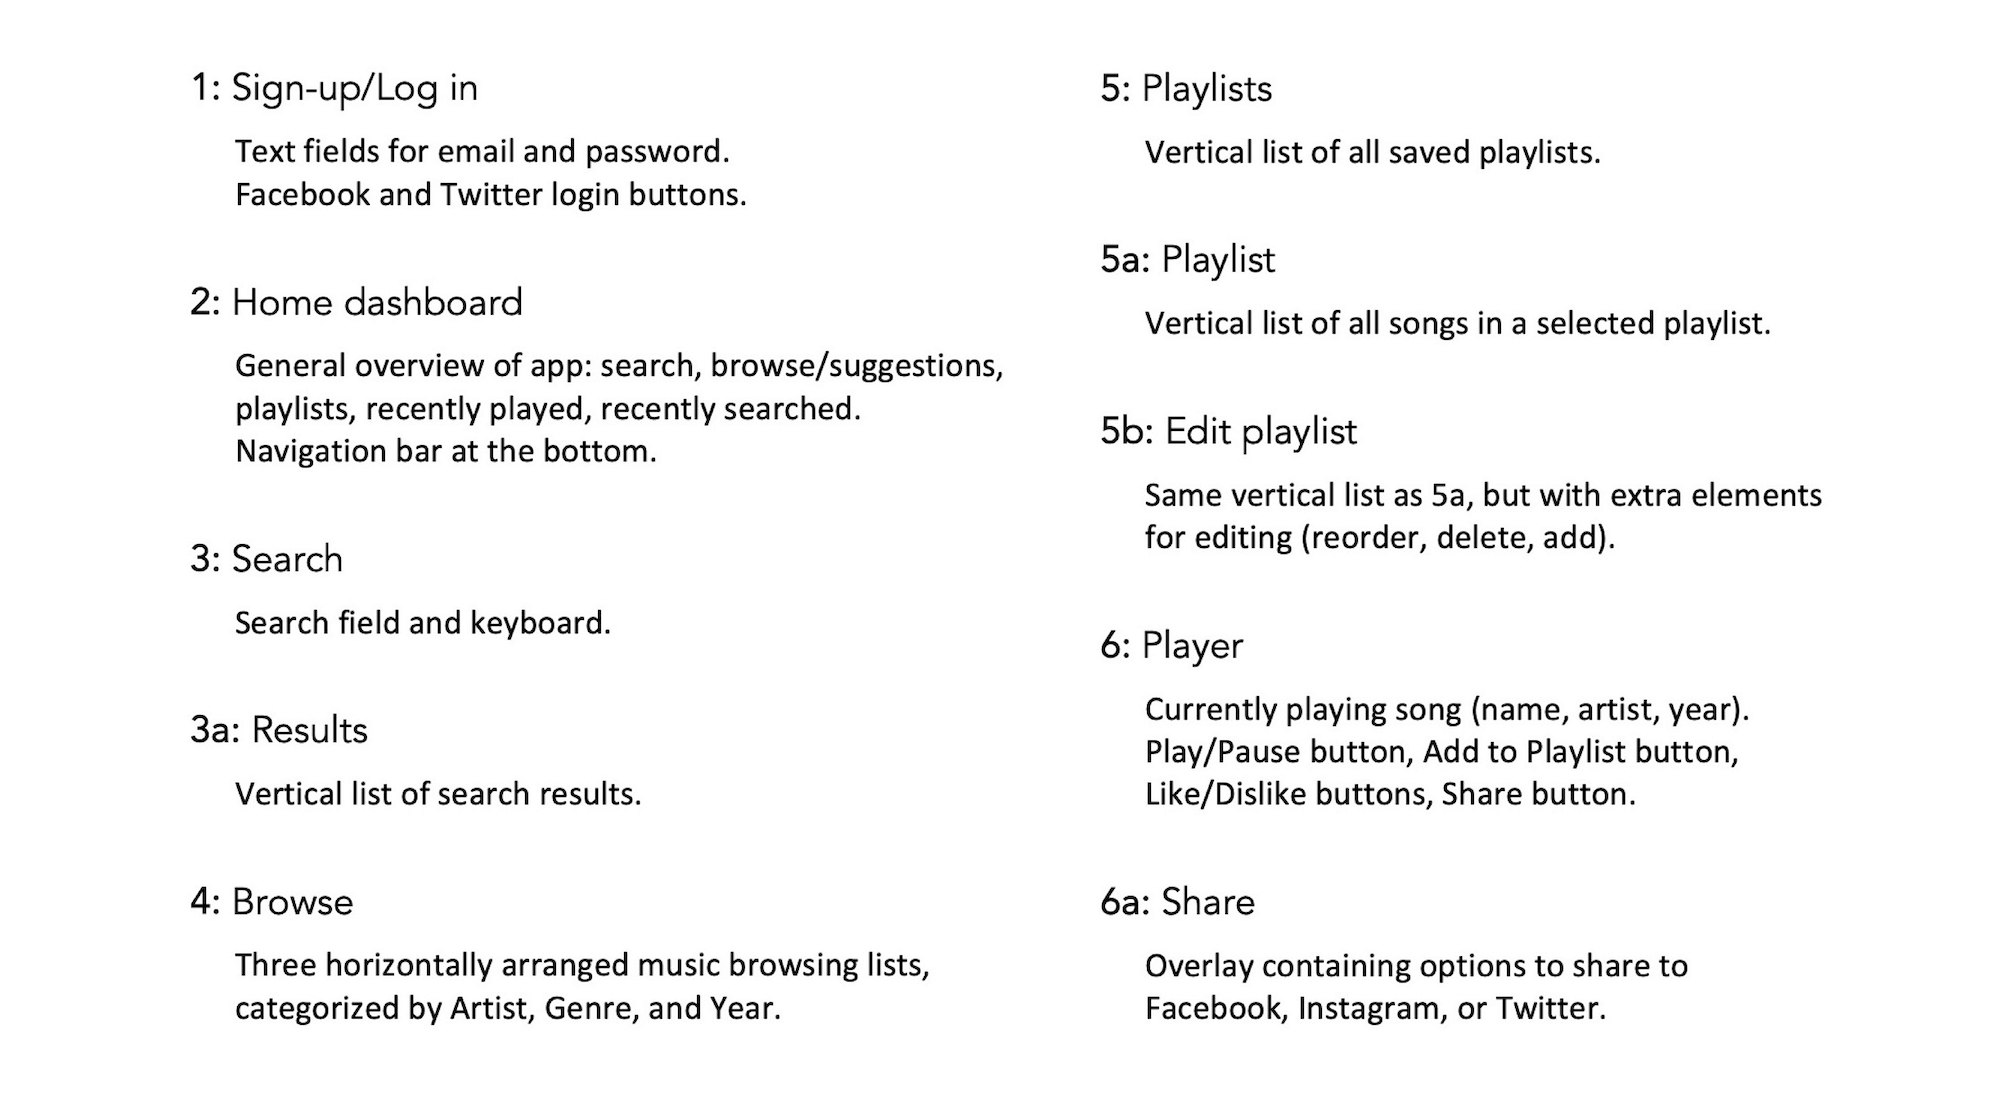 1: Sign-up/Log in
Text fields for email and password.
Facebook and Twitter login buttons.
2: Home dashboard
General overview of app: search, browse/suggestions,
playlists, recently played, recently searched.
Navigation bar at the bottom.
3: Search
Search field and keyboard.
3a: Results
Vertical list of search results.
4: Browse
Three horizontally arranged music browsing lists,
categorized by Artist, Genre, and Year.
5: Playlists
Vertical list of all saved playlists.
5a: Playlist
Vertical list of all songs in a selected playlist.
5b: Edit playlist
Same vertical list as 5a, but with extra elements
for editing (reorder, delete, add).
6: Player
Currently playing song (name, artist, year).
Play/Pause button, Add to Playlist button,
Like/Dislike buttons, Share button.
6a: Share
Overlay containing options to share to
Facebook, Instagram, or Twitter.